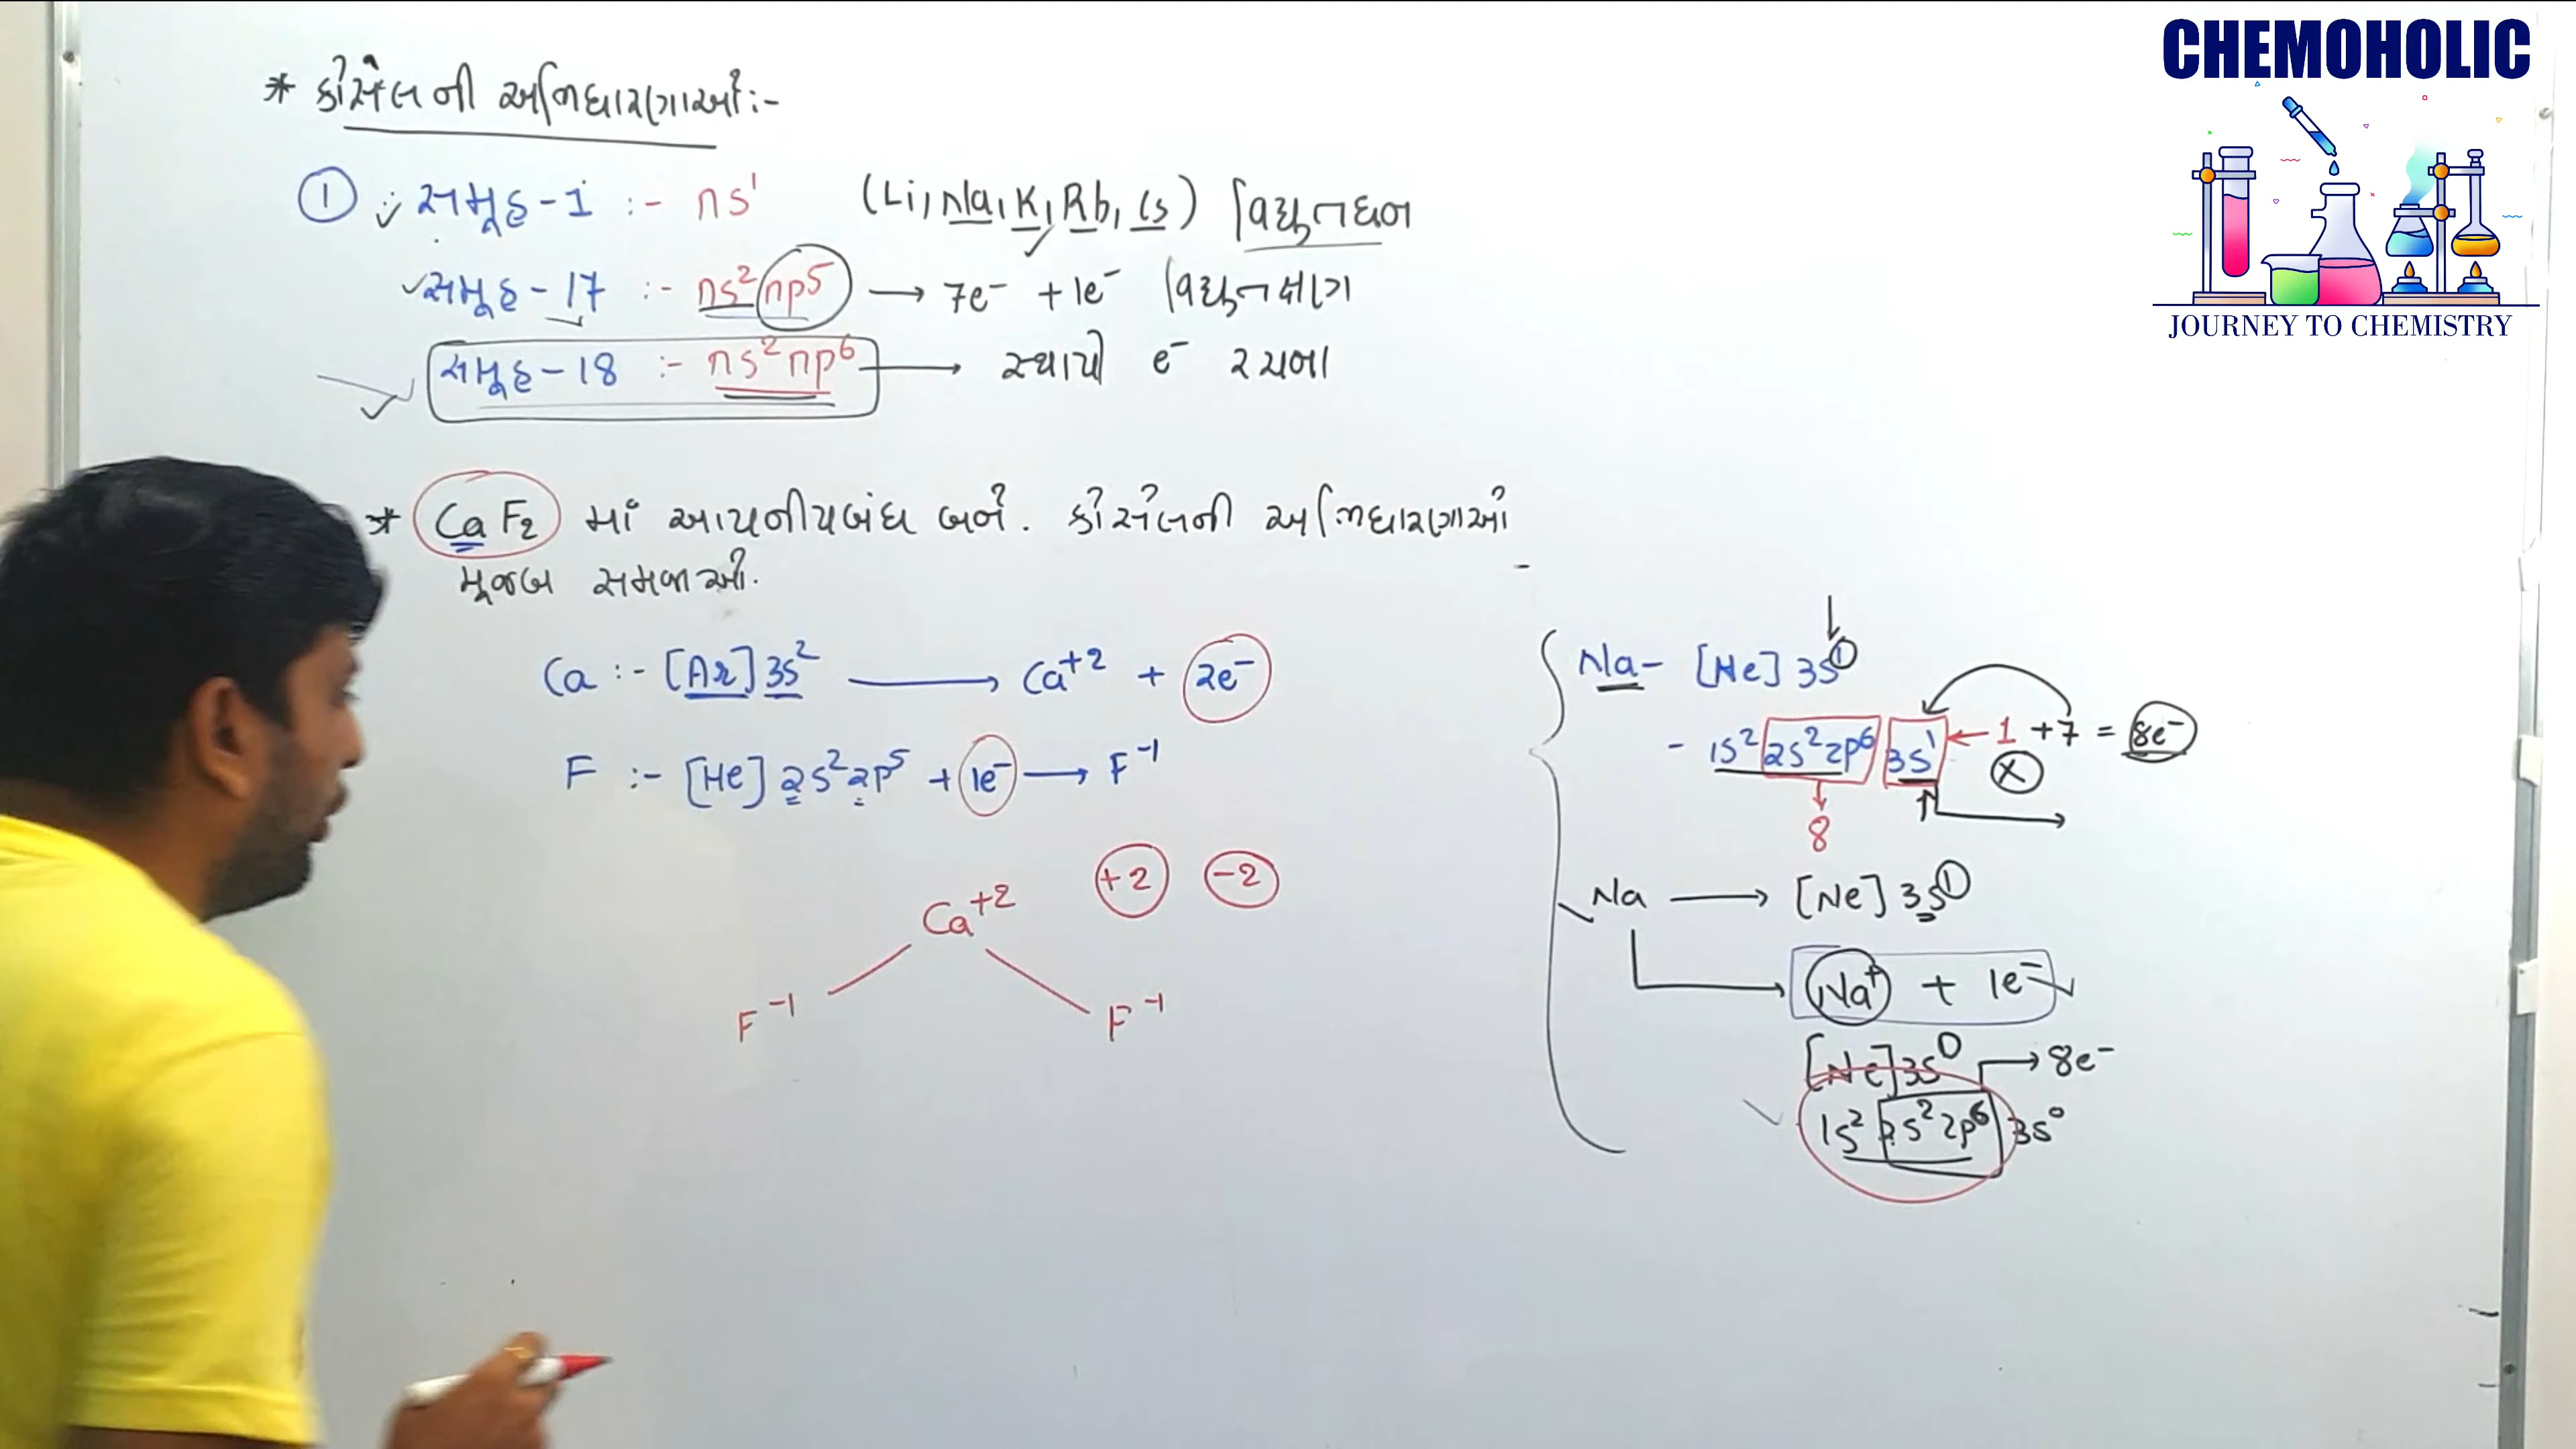 CHEMOHOLIC
JOURNEY TO CHEMISTRY
* કોસેલની અભિધારણાઓ :-
① સમૂહ-1 :- ns¹ (Li, Na, K, Rb, Cs) વિદ્યુતઘન
સમૂહ-17 :- ns² np⁵ → 7e⁻ +1e⁻ વિદ્યુતઋણ
સમૂહ-18 :- ns² np⁶ → સ્થાયી e⁻ રચના
* CaF₂ માં આયનીયબંધ બને. કોસેલની અભિધારણાઓ
મૂજબ સમજાવો.
Ca :- [Ar] 3s² → Ca⁺² + 2e⁻
F :- [He] 2s² 2p⁵ + 1e⁻ → F⁻¹
+2 -2
Ca⁺²
F⁻¹ F⁻¹
Na - [Ne] 3s¹
- 1s² 2s² 2p⁶ 3s¹ ← 1 + 7 = 8e⁻
x
8
Na → [Ne] 3s¹
Na⁺ + 1e⁻
[Ne] 3s⁰ → 8e⁻
1s² 2s² 2p⁶ 3s⁰